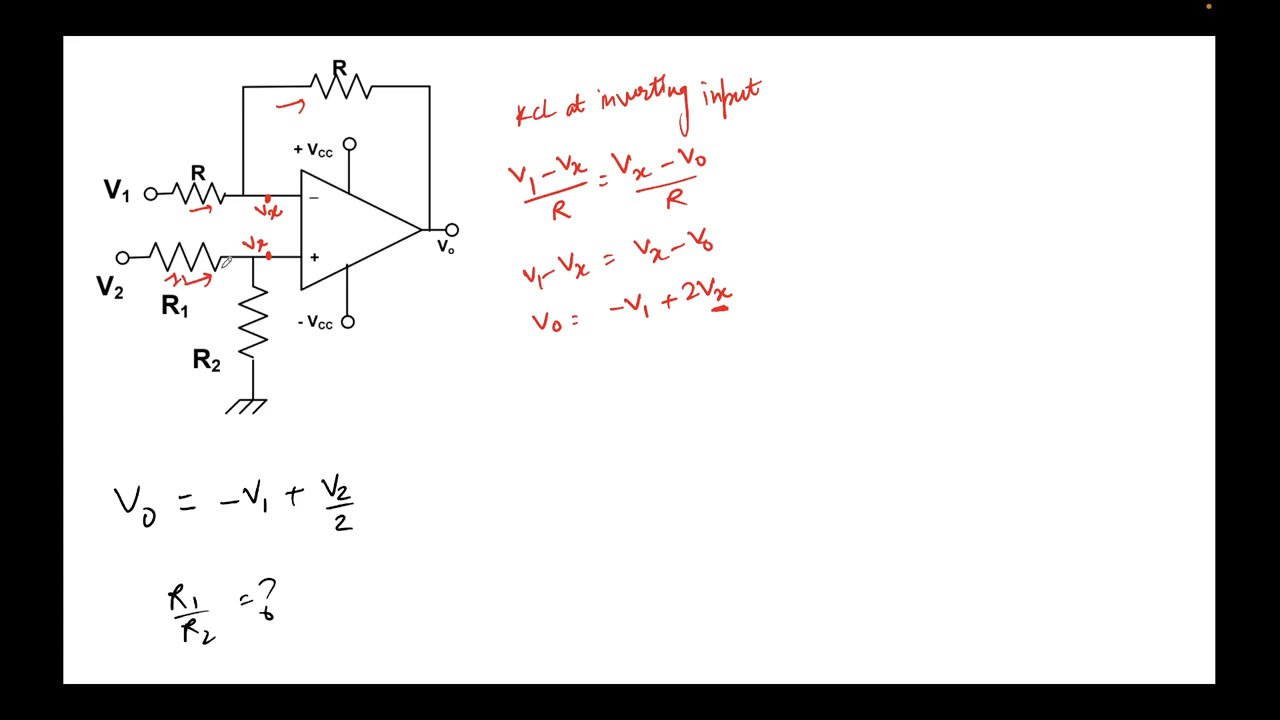 R
KCL at inverting input
+ Vcc
V₁ - Vx / R = Vx - V₀ / R
R
V₁
Vx
−
Vx
V₀
V₂
+
V₁ - Vx = Vx - V₀
R₁
V₀ = -V₁ + 2Vx
- Vcc
R₂
V₀ = -V₁ + V₂ / 2
R₁ / R₂ = ?